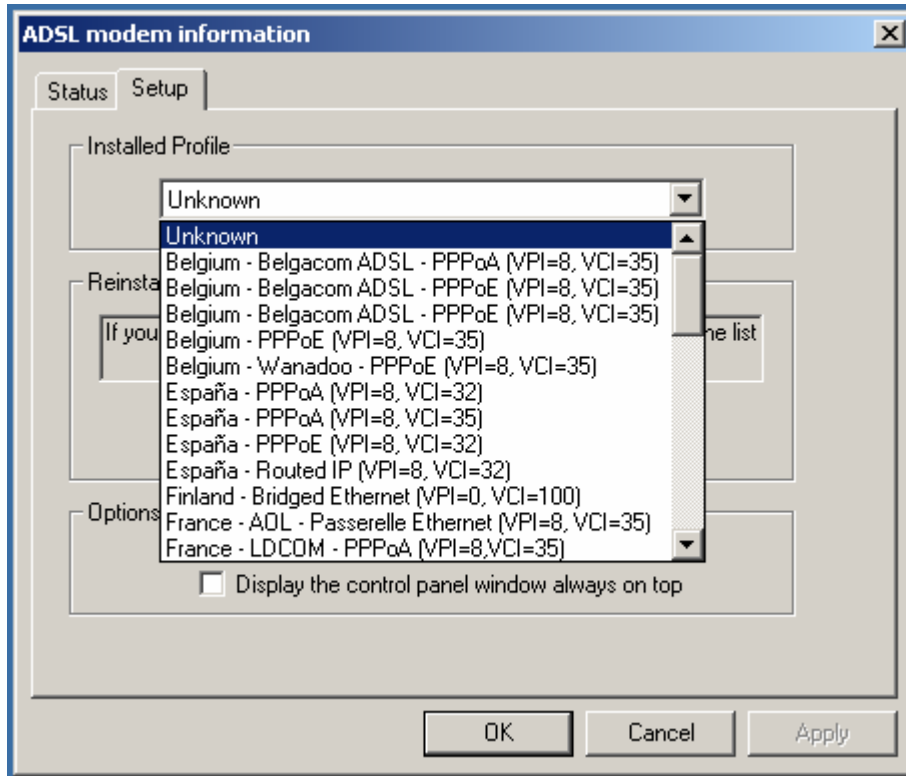 ADSL modem information
Status Setup
Installed Profile
Unknown
Unknown
Belgium - Belgacom ADSL - PPPoA (VPI=8, VCI=35)
Belgium - Belgacom ADSL - PPPoE (VPI=8, VCI=35)
Belgium - Belgacom ADSL - PPPoE (VPI=8, VCI=35)
Belgium - PPPoE (VPI=8, VCI=35)
Belgium - Wanadoo - PPPoE (VPI=8, VCI=35)
España - PPPoA (VPI=8, VCI=32)
España - PPPoA (VPI=8, VCI=35)
España - PPPoE (VPI=8, VCI=32)
España - Routed IP (VPI=8, VCI=32)
Finland - Bridged Ethernet (VPI=0, VCI=100)
France - AOL - Passerelle Ethernet (VPI=8, VCI=35)
France - LDCOM - PPPoA (VPI=8,VCI=35)
Reinsta
If you
list
Options
Display the control panel window always on top
OK Cancel Apply